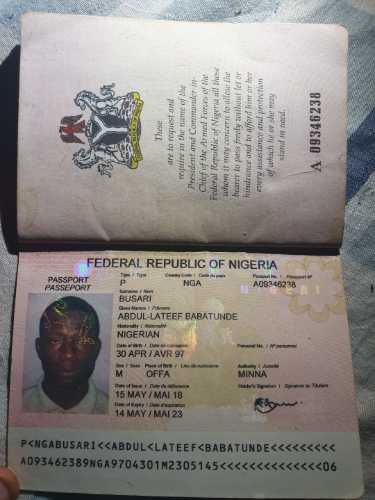 These
are to request and
require in the name of the
President and Commander-in-
Chief of the Armed Forces of the
Federal Republic of Nigeria all those
whom it may concern to allow the
bearer to pass freely without let or
hindrance and to afford him or her
every assistance and protection
of which he or she may
stand in need.
A 09346238
FEDERAL REPUBLIC OF NIGERIA
PASSPORT
PASSEPORT
Type / Type
Country Code / Code du pays
Passport No. / Passeport Nº
P
NGA
A09346238
Surname / Nom
BUSARI
Given Names / Prénoms
ABDUL-LATEEF BABATUNDE
Nationality / Nationalité
NIGERIAN
Date of Birth / Date de naissance
Personal No. / Nº personnel
30 APR / AVR 97
Sex / Sexe
Place of Birth / Lieu de naissance
Authority / Autorité
M
OFFA
MINNA
Date of Issue / Date de délivrance
Holder's Signature / Signature du Titulaire
15 MAY / MAI 18
Date of Expiry / Date d'expiration
14 MAY / MAI 23
P<NGABUSARI<<ABDUL<LATEEF<BABATUNDE<<<<<<<<<
A093462389NGA9704301M2305145<<<<<<<<<<<<<<06